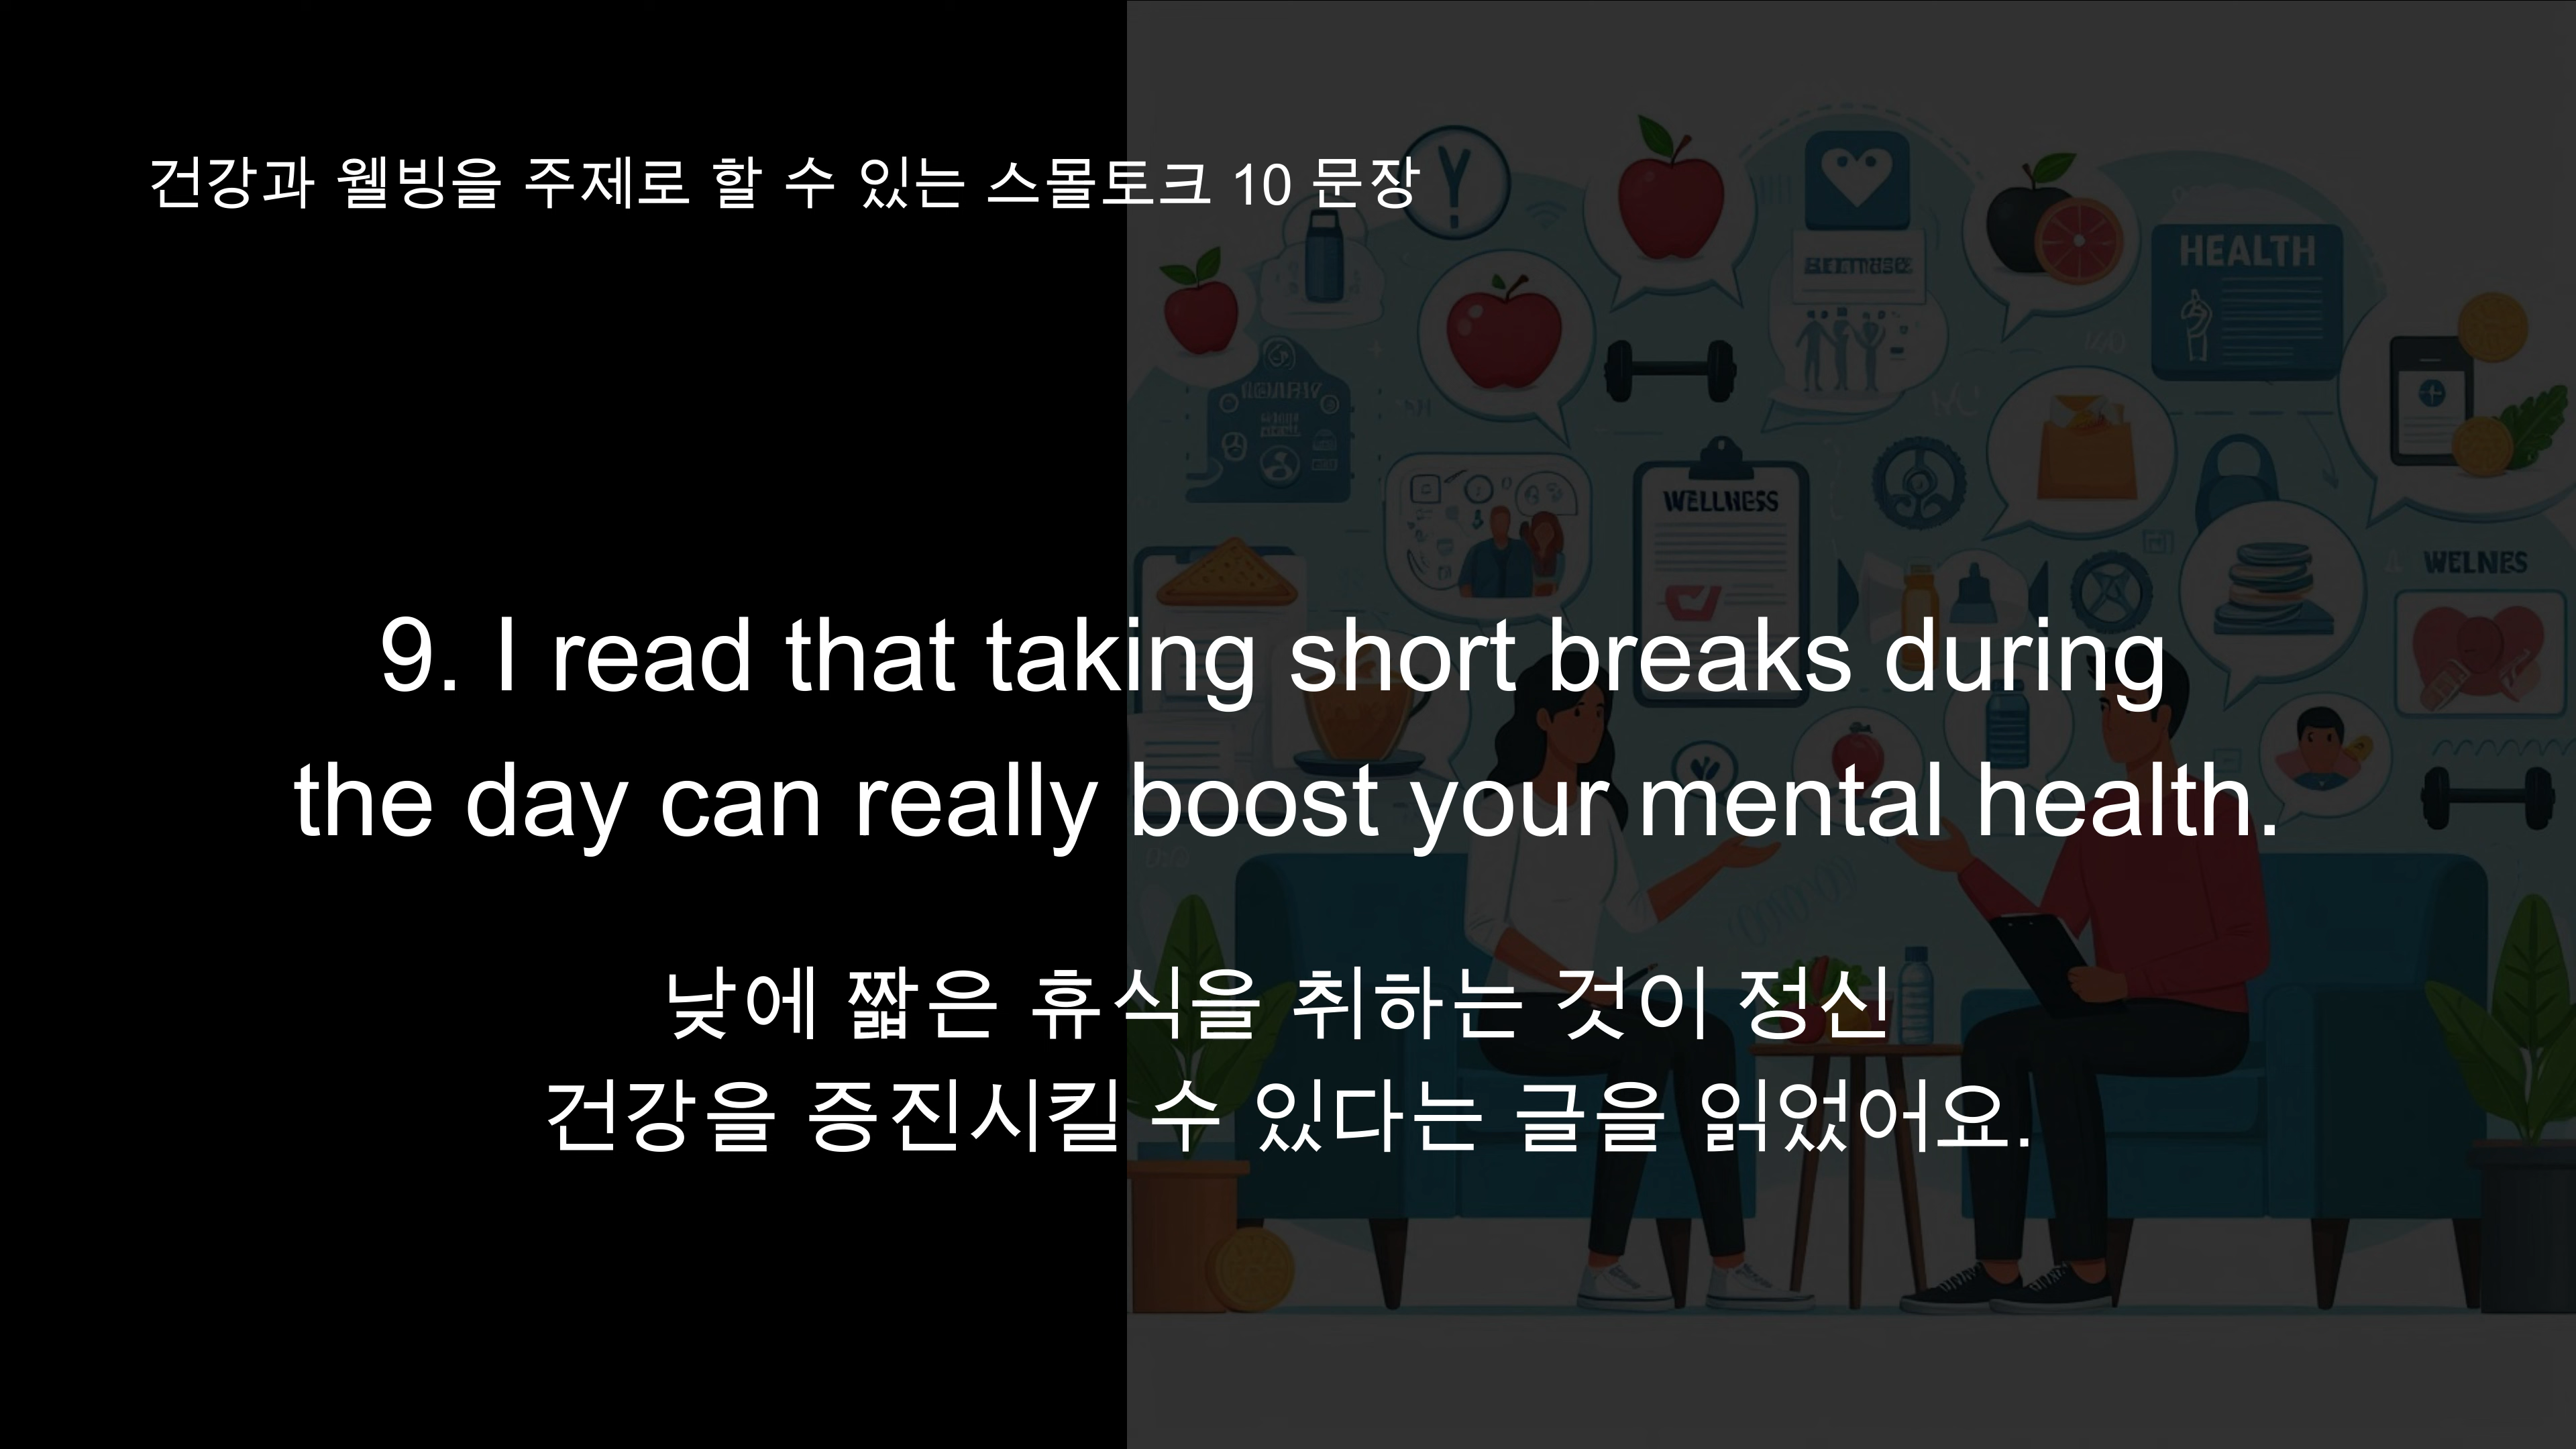 건강과 웰빙을 주제로 할 수 있는 스몰토크 10 문장
HEALTH
WELLNESS
WELNES
9. I read that taking short breaks during
the day can really boost your mental health.
낮에 짧은 휴식을 취하는 것이 정신
건강을 증진시킬 수 있다는 글을 읽었어요.